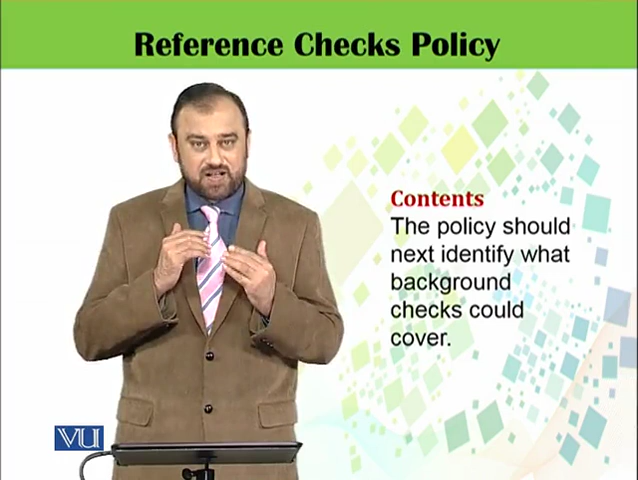 Reference Checks Policy
Contents
The policy should
next identify what
background
checks could
cover.
VU